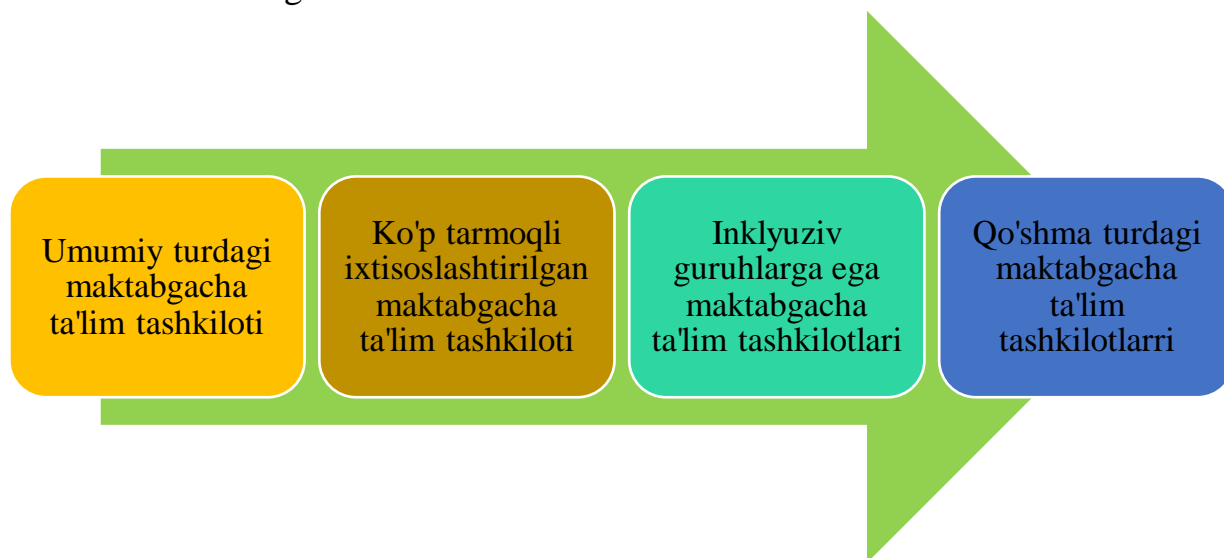 Umumiy turdagi
maktabgacha
ta'lim tashkiloti
Ko'p tarmoqli
ixtisoslashtirilgan
maktabgacha
ta'lim tashkiloti
Inklyuziv
guruhlarga ega
maktabgacha
ta'lim tashkilotlari
Qo'shma turdagi
maktabgacha
ta'lim
tashkilotlarri